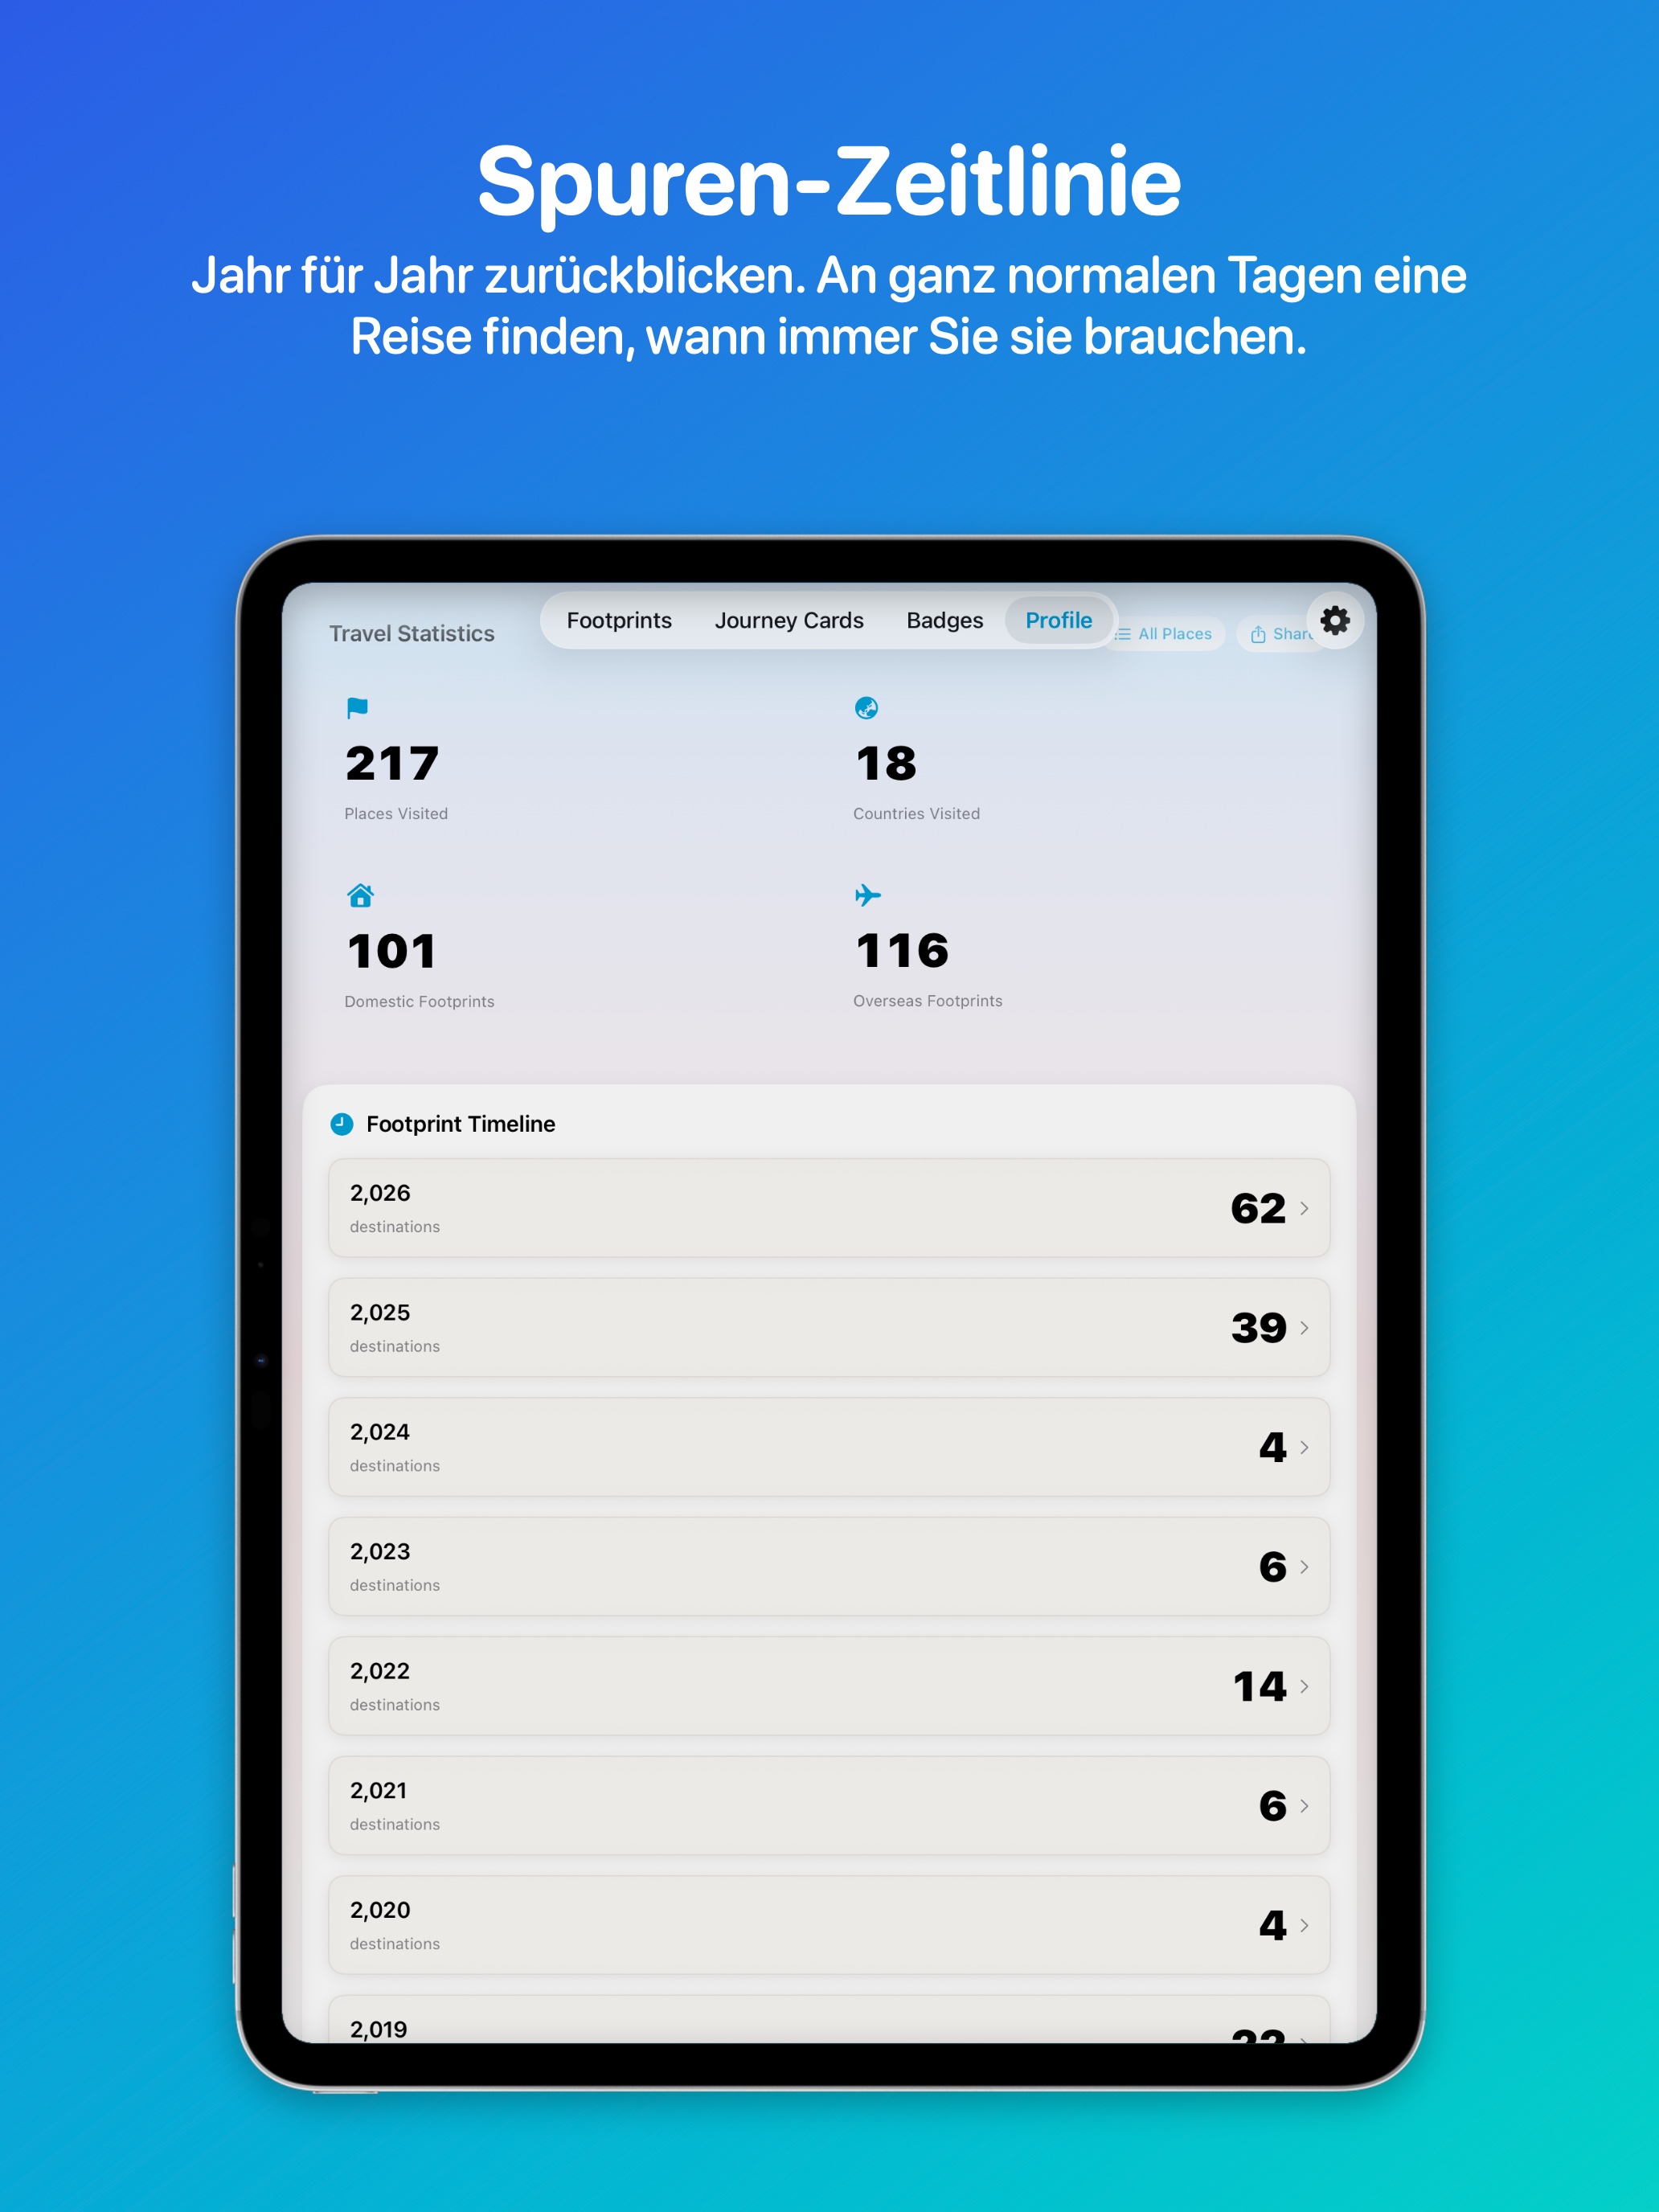 Spuren-Zeitlinie
Jahr für Jahr zurückblicken. An ganz normalen Tagen eine
Reise finden, wann immer Sie sie brauchen.
Travel Statistics
Footprints
Journey Cards
Badges
Profile
All Places
Share
217
Places Visited
18
Countries Visited
101
Domestic Footprints
116
Overseas Footprints
Footprint Timeline
2,026
destinations
62
2,025
destinations
39
2,024
destinations
4
2,023
destinations
6
2,022
destinations
14
2,021
destinations
6
2,020
destinations
4
2,019